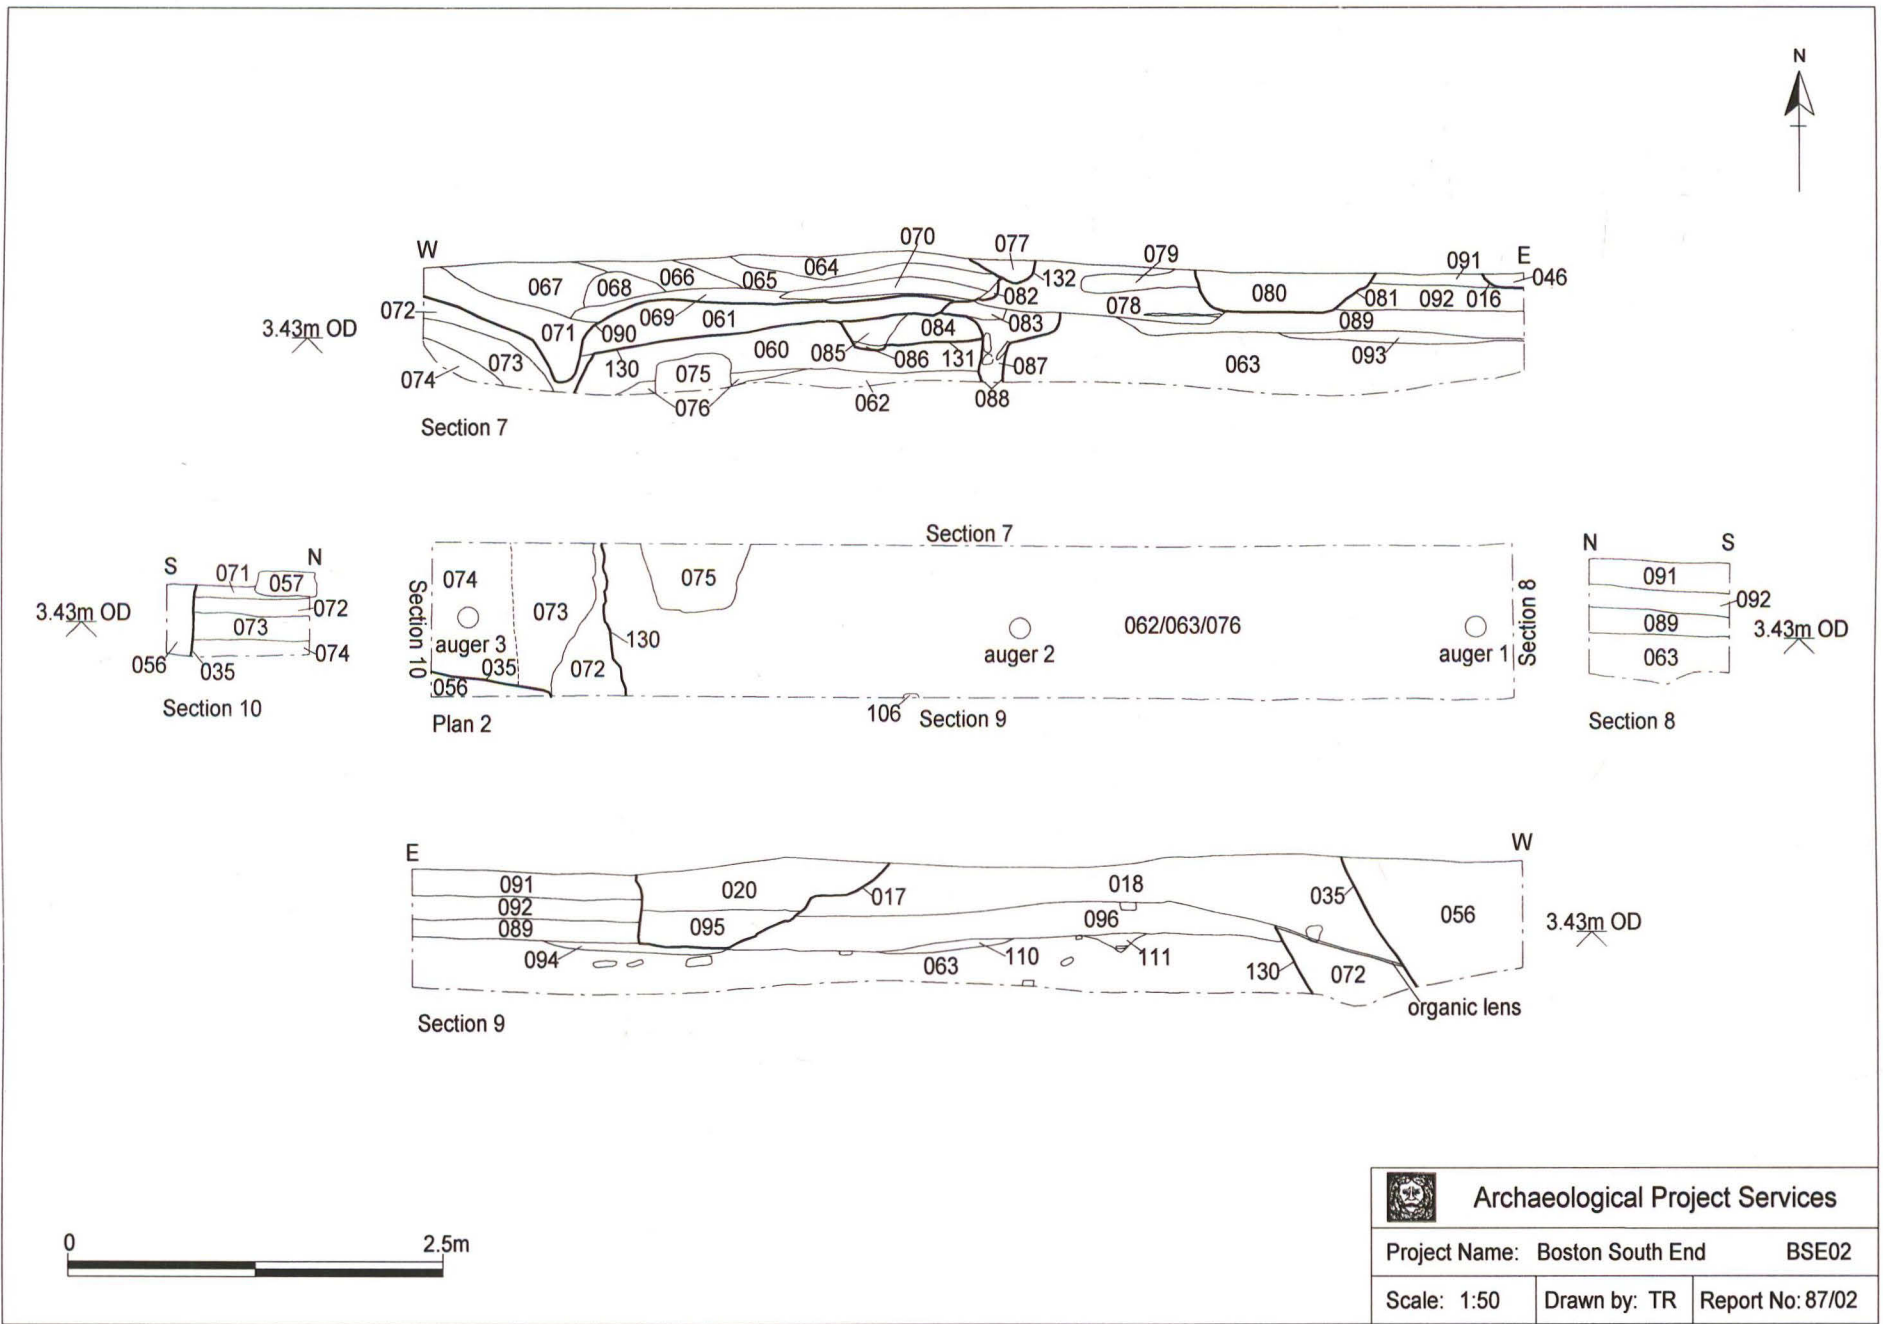 N
W
070
077
079
091
E
046
067
068
066
065
064
132
082
080
081
092
016
072
3.43m OD
071
090
069
061
083
078
089
074
073
130
060
085
084
086
131
087
093
063
075
076
062
088
Section 7
Section 7
S
N
071
057
072
073
074
3.43m OD
056
035
Section 10
Section 10
074
073
075
auger 3
035
056
072
130
auger 2
062/063/076
auger 1
Section 8
106
Section 9
Plan 2
N
S
091
092
089
063
3.43m OD
Section 8
E
W
091
020
017
018
035
056
092
095
096
089
3.43m OD
094
063
110
111
130
072
organic lens
Section 9
0
2.5m
Archaeological Project Services
Project Name: Boston South End BSE02
Scale: 1:50 Drawn by: TR Report No: 87/02